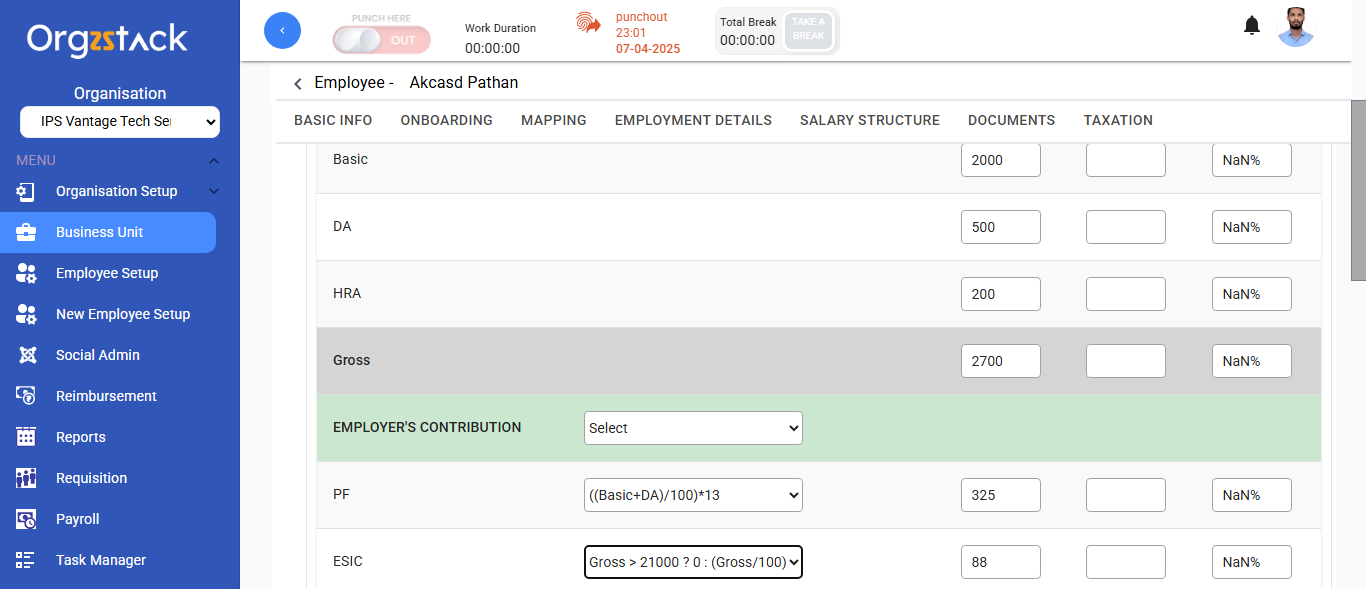 Orgzstack
Organisation
IPS Vantage Tech Ser
MENU
Organisation Setup
Business Unit
Employee Setup
New Employee Setup
Social Admin
Reimbursement
Reports
Requisition
Payroll
Task Manager
PUNCH HERE
OUT
Work Duration
00:00:00
punchout
23:01
07-04-2025
Total Break
00:00:00
TAKE A
BREAK
Employee - Akcasd Pathan
BASIC INFO ONBOARDING MAPPING EMPLOYMENT DETAILS SALARY STRUCTURE DOCUMENTS TAXATION
Basic 2000 NaN%
DA 500 NaN%
HRA 200 NaN%
Gross 2700 NaN%
EMPLOYER'S CONTRIBUTION Select
PF ((Basic+DA)/100)*13 325 NaN%
ESIC Gross > 21000 ? 0 : (Gross/100) 88 NaN%